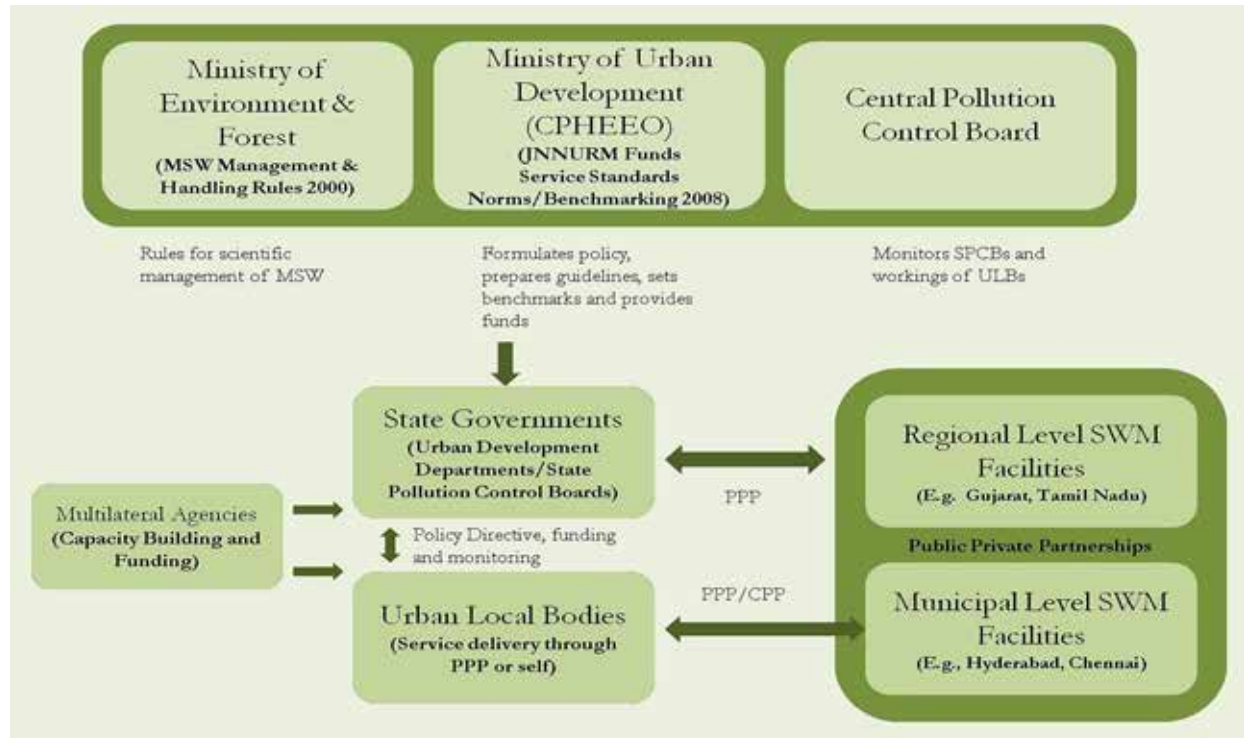 Ministry of
Environment &
Forest
(MSW Management &
Handling Rules 2000)
Ministry of Urban
Development
(CPHEEO)
(JNNURM Funds
Service Standards
Norms/Benchmarking 2008)
Central Pollution
Control Board
Rules for scientific
management of MSW
Formulates policy,
prepares guidelines, sets
benchmarks and provides
funds
Monitors SPCBs and
workings of ULBs
State Governments
(Urban Development
Departments/State
Pollution Control Boards)
PPP
Regional Level SWM
Facilities
(E.g. Gujarat, Tamil Nadu)
Multilateral Agencies
(Capacity Building and
Funding)
Policy Directive, funding
and monitoring
Public Private Partnerships
Urban Local Bodies
(Service delivery through
PPP or self)
PPP/CPP
Municipal Level SWM
Facilities
(E.g., Hyderabad, Chennai)